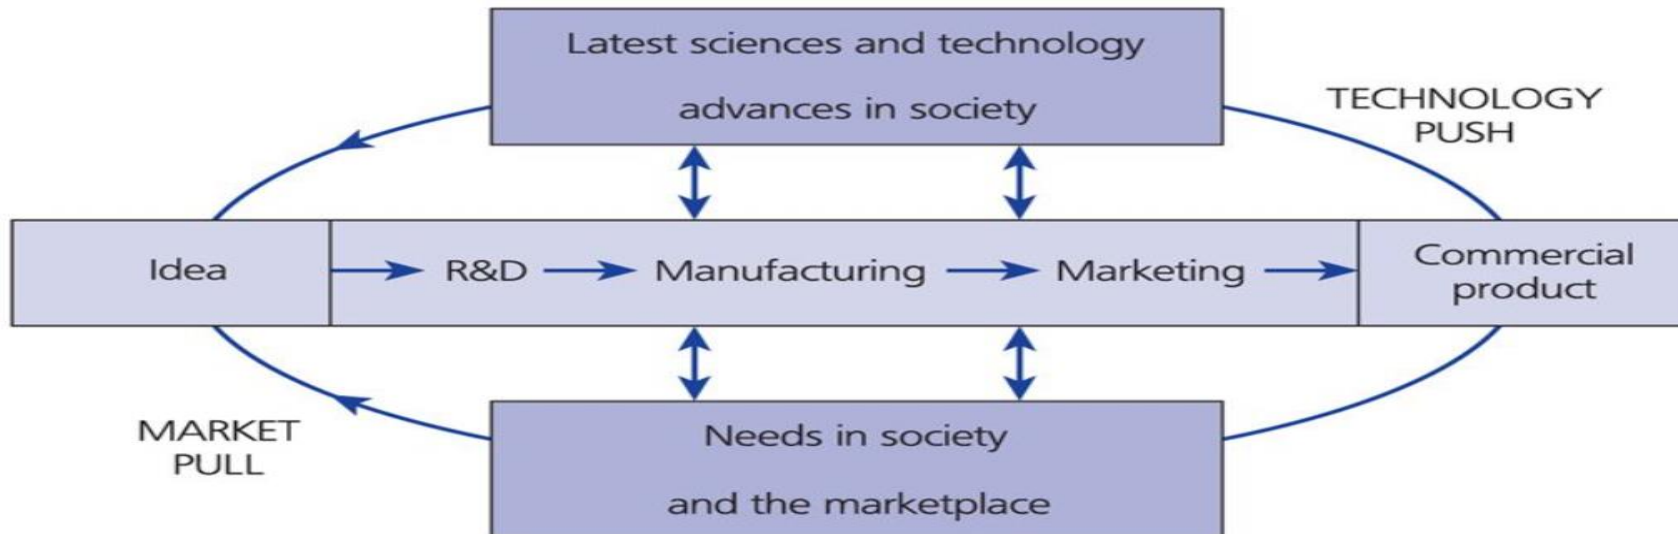 Latest sciences and technology
advances in society
TECHNOLOGY
PUSH
Idea
R&D
Manufacturing
Marketing
Commercial
product
MARKET
PULL
Needs in society
and the marketplace